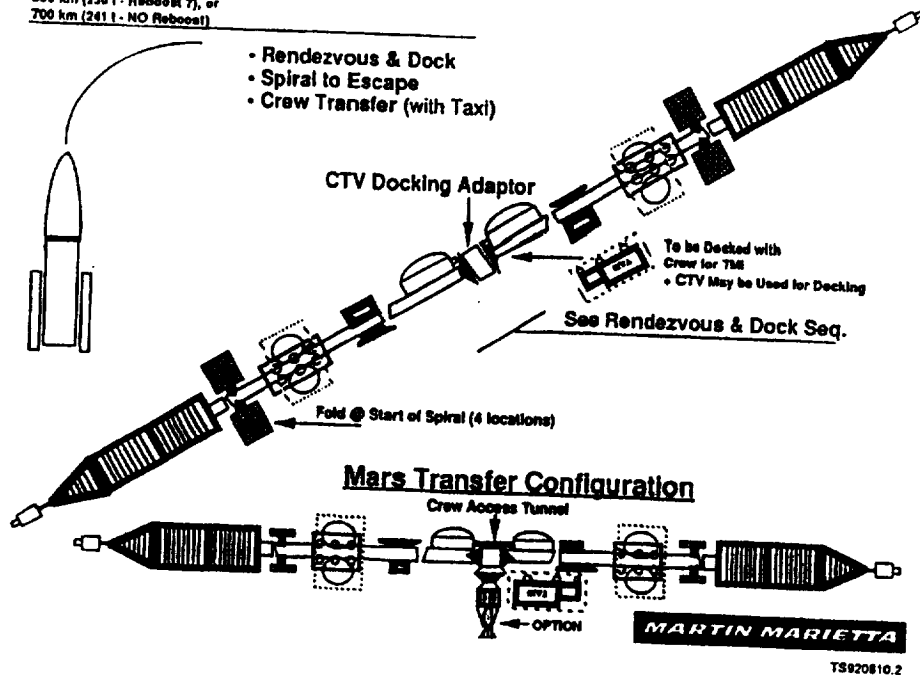 700 km (241 t - NO Reboost)
• Rendezvous & Dock
• Spiral to Escape
• Crew Transfer (with Taxi)
CTV Docking Adaptor
To be Docked with
Crew for TMI
• CTV May be Used for Docking
See Rendezvous & Dock Seq.
Fold @ Start of Spiral (4 locations)
Mars Transfer Configuration
Crew Access Tunnel
OPTION
MARTIN MARIETTA
TS920810.2